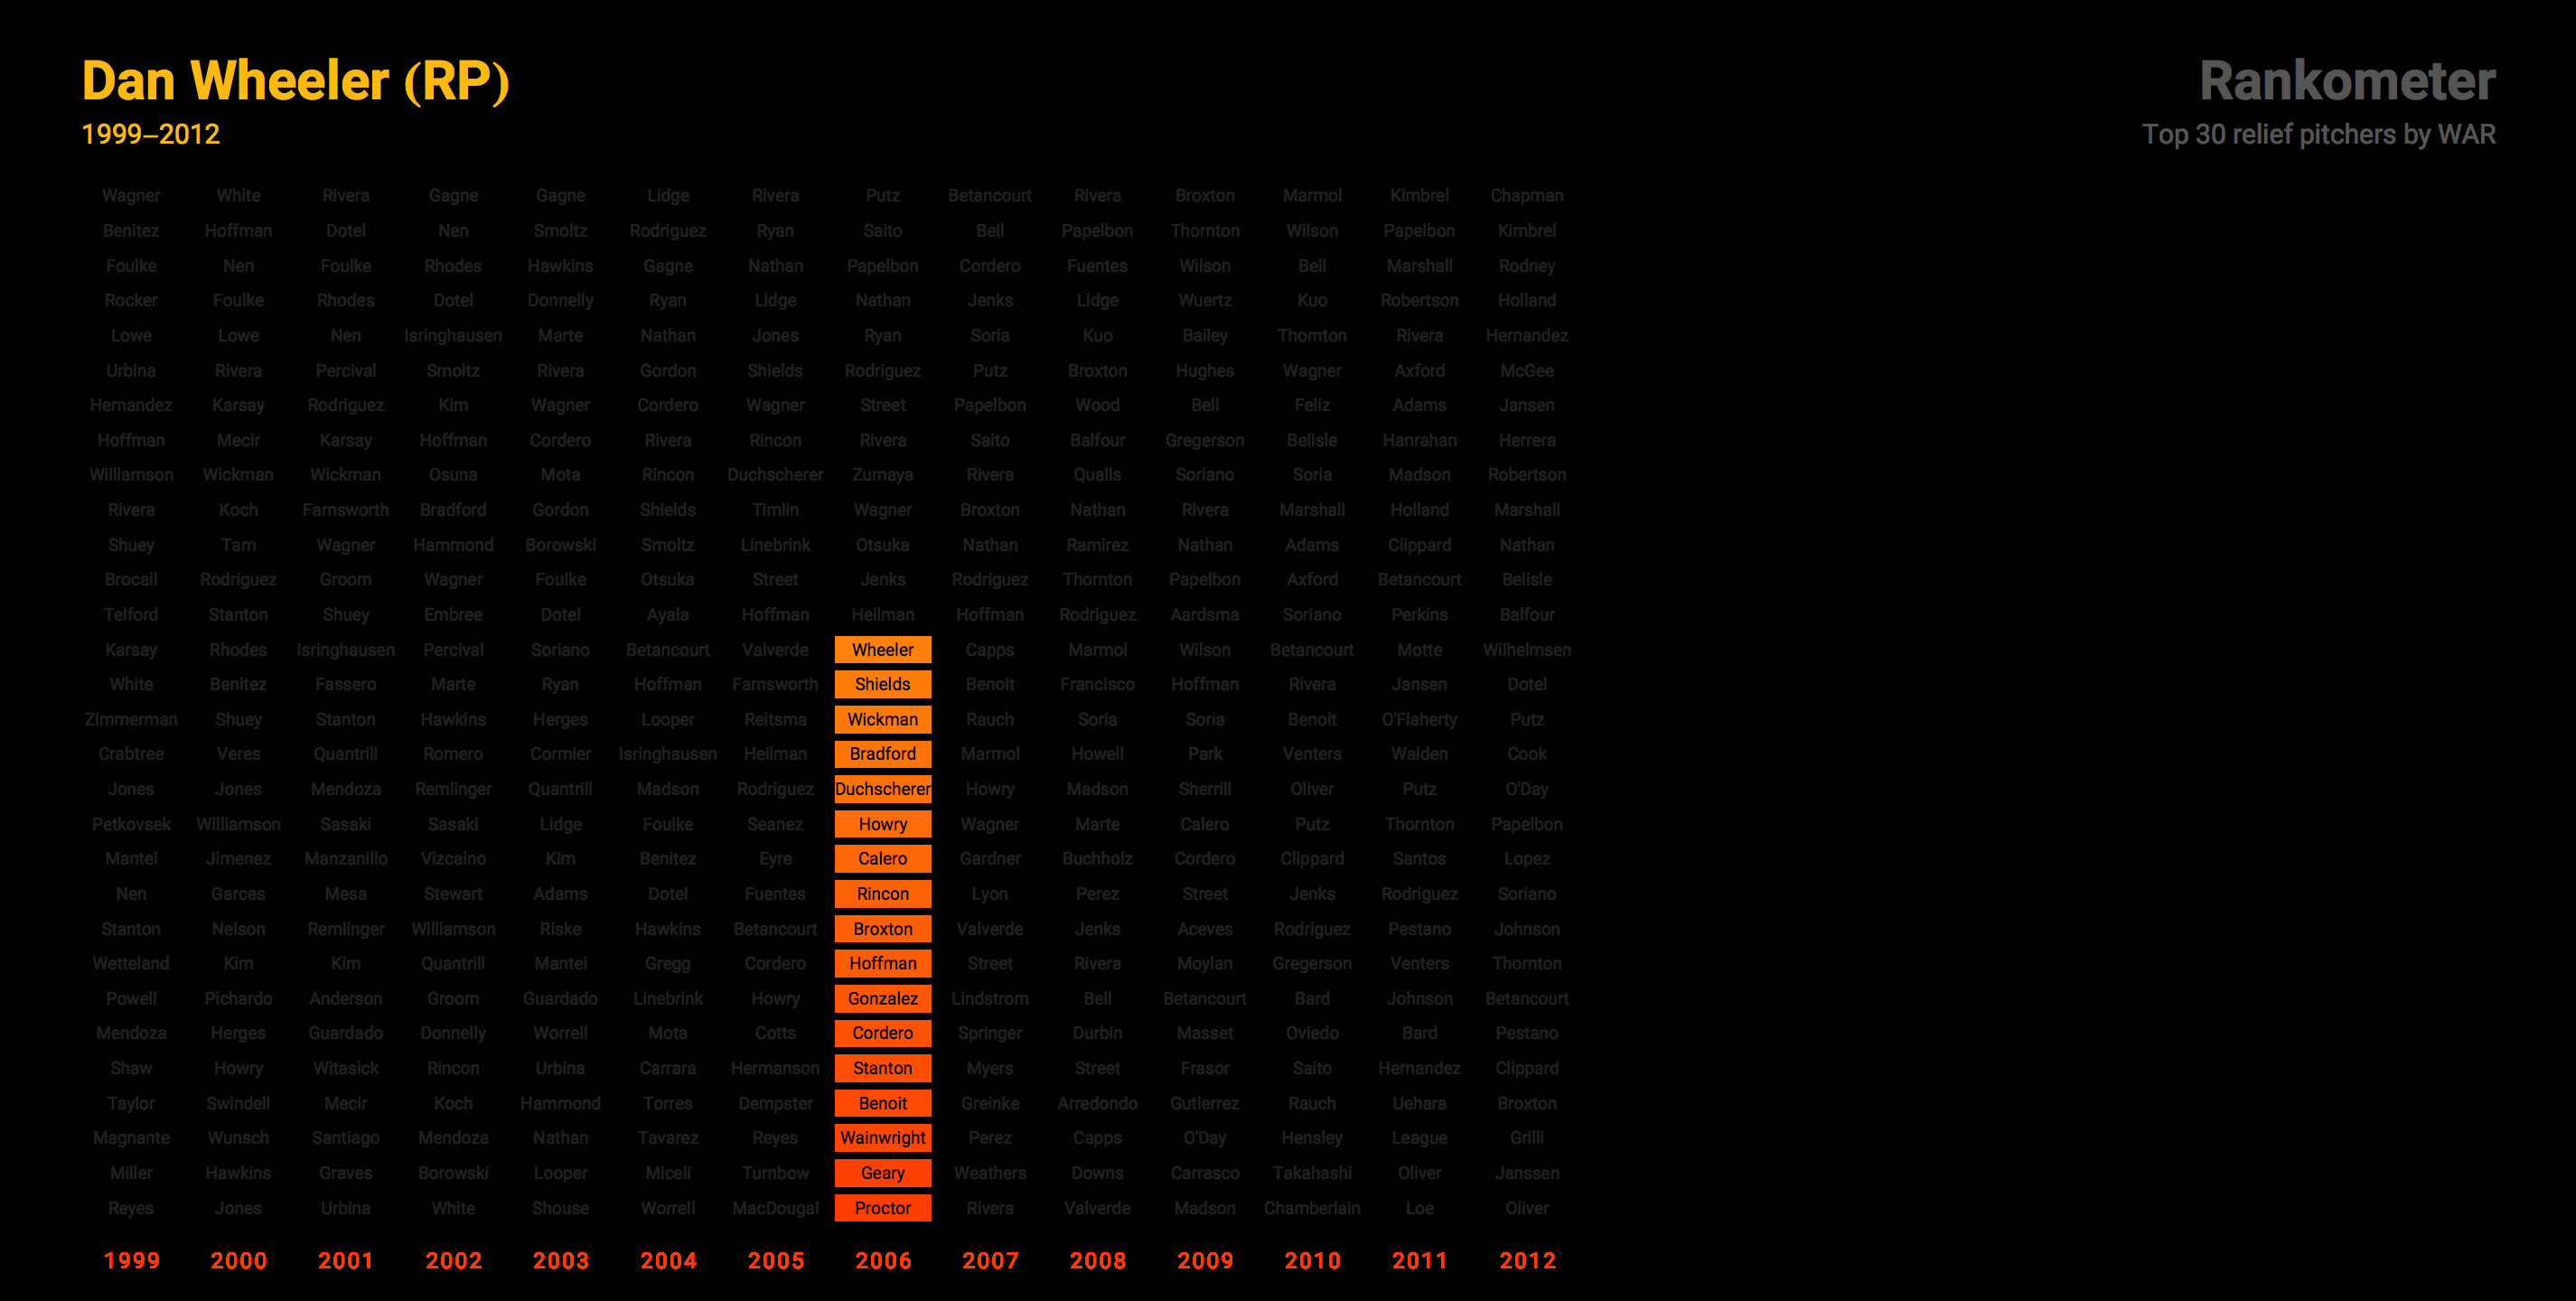 Dan Wheeler (RP)
1999–2012
Rankometer
Top 30 relief pitchers by WAR
Wagner White Rivera Gagne Gagne Lidge Rivera Putz Betancourt Rivera Broxton Marmol Kimbrel Chapman
Benitez Hoffman Dotel Nen Smoltz Rodriguez Ryan Saito Bell Papelbon Thornton Wilson Papelbon Kimbrel
Foulke Nen Foulke Rhodes Hawkins Gagne Nathan Papelbon Cordero Fuentes Wilson Bell Marshall Rodney
Rocker Foulke Rhodes Dotel Donnelly Ryan Lidge Nathan Jenks Lidge Wuertz Kuo Robertson Holland
Lowe Lowe Nen Isringhausen Marte Nathan Jones Ryan Soria Kuo Bailey Thornton Rivera Hernandez
Urbina Rivera Percival Smoltz Rivera Gordon Shields Rodriguez Putz Broxton Hughes Wagner Axford McGee
Hernandez Karsay Rodriguez Kim Wagner Cordero Wagner Street Papelbon Wood Bell Feliz Adams Jansen
Hoffman Mecir Karsay Hoffman Cordero Rivera Rincon Rivera Saito Balfour Gregerson Belisle Hanrahan Herrera
Williamson Wickman Wickman Osuna Mota Rincon Duchscherer Zumaya Rivera Qualls Soriano Soria Madson Robertson
Rivera Koch Farnsworth Bradford Gordon Shields Timlin Wagner Broxton Nathan Rivera Marshall Holland Marshall
Shuey Tam Wagner Hammond Borowski Smoltz Linebrink Otsuka Nathan Ramirez Nathan Adams Clippard Nathan
Brocail Rodriguez Groom Wagner Foulke Otsuka Street Jenks Rodriguez Thornton Papelbon Axford Betancourt Belisle
Telford Stanton Shuey Embree Dotel Ayala Hoffman Heilman Hoffman Rodriguez Aardsma Soriano Perkins Balfour
Karsay Rhodes Isringhausen Percival Soriano Betancourt Valverde Wheeler Capps Marmol Wilson Betancourt Motte Wilhelmsen
White Benitez Fassero Marte Ryan Hoffman Farnsworth Shields Benoit Francisco Hoffman Rivera Jansen Dotel
Zimmerman Shuey Stanton Hawkins Herges Looper Reitsma Wickman Rauch Soria Soria Benoit O'Flaherty Putz
Crabtree Veres Quantrill Romero Cormier Isringhausen Heilman Bradford Marmol Howell Park Venters Walden Cook
Jones Jones Mendoza Remlinger Quantrill Madson Rodriguez Duchscherer Howry Madson Sherrill Oliver Putz O'Day
Petkovsek Williamson Sasaki Sasaki Lidge Foulke Seanez Howry Wagner Marte Calero Putz Thornton Papelbon
Mantei Jimenez Manzanillo Vizcaino Kim Benitez Eyre Calero Gardner Buchholz Cordero Clippard Santos Lopez
Nen Garces Mesa Stewart Adams Dotel Fuentes Rincon Lyon Perez Street Jenks Rodriguez Soriano
Stanton Nelson Remlinger Williamson Riske Hawkins Betancourt Broxton Valverde Jenks Aceves Rodriguez Pestano Johnson
Wetteland Kim Kim Quantrill Mantei Gregg Cordero Hoffman Street Rivera Moylan Gregerson Venters Thornton
Powell Pichardo Anderson Groom Guardado Linebrink Howry Gonzalez Lindstrom Bell Betancourt Bard Johnson Betancourt
Mendoza Herges Guardado Donnelly Worrell Mota Cotts Cordero Springer Durbin Masset Oviedo Bard Pestano
Shaw Howry Witasick Rincon Urbina Carrara Hermanson Stanton Myers Street Frasor Saito Hernandez Clippard
Taylor Swindell Mecir Koch Hammond Torres Dempster Benoit Greinke Arredondo Gutierrez Rauch Uehara Broxton
Magnante Wunsch Santiago Mendoza Nathan Tavarez Reyes Wainwright Perez Capps O'Day Hensley League Grilli
Miller Hawkins Graves Borowski Looper Miceli Turnbow Geary Weathers Downs Carrasco Takahashi Oliver Janssen
Reyes Jones Urbina White Shouse Worrell MacDougal Proctor Rivera Valverde Madson Chamberlain Loe Oliver
1999 2000 2001 2002 2003 2004 2005 2006 2007 2008 2009 2010 2011 2012